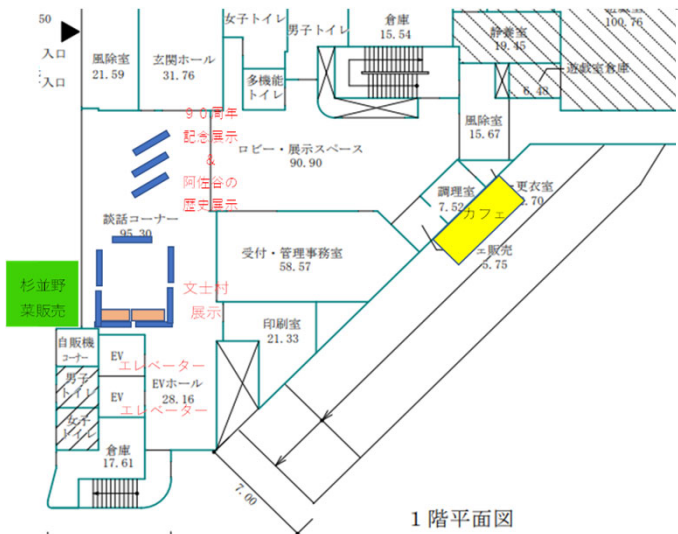 50
入口
入口
風除室
21.59
玄関ホール
31.76
女子トイレ
男子トイレ
多機能
トイレ
倉庫
15.54
静養室
19.45
100.76
遊戯室倉庫
6.48
風除室
15.67
９０周年
記念展示
＆
阿佐谷の
歴史展示
ロビー・展示スペース
90.90
談話コーナー
95.30
調理室
7.52
更衣室
.70
カフェ
ェ販売
5.75
受付・管理事務室
58.57
杉並野
菜販売
文士村
展示
印刷室
21.33
自販機
コーナー
EV
エレベーター
男子
トイレ
EV
エレベーター
EVホール
28.16
女子
トイレ
倉庫
17.61
7.00
１階平面図